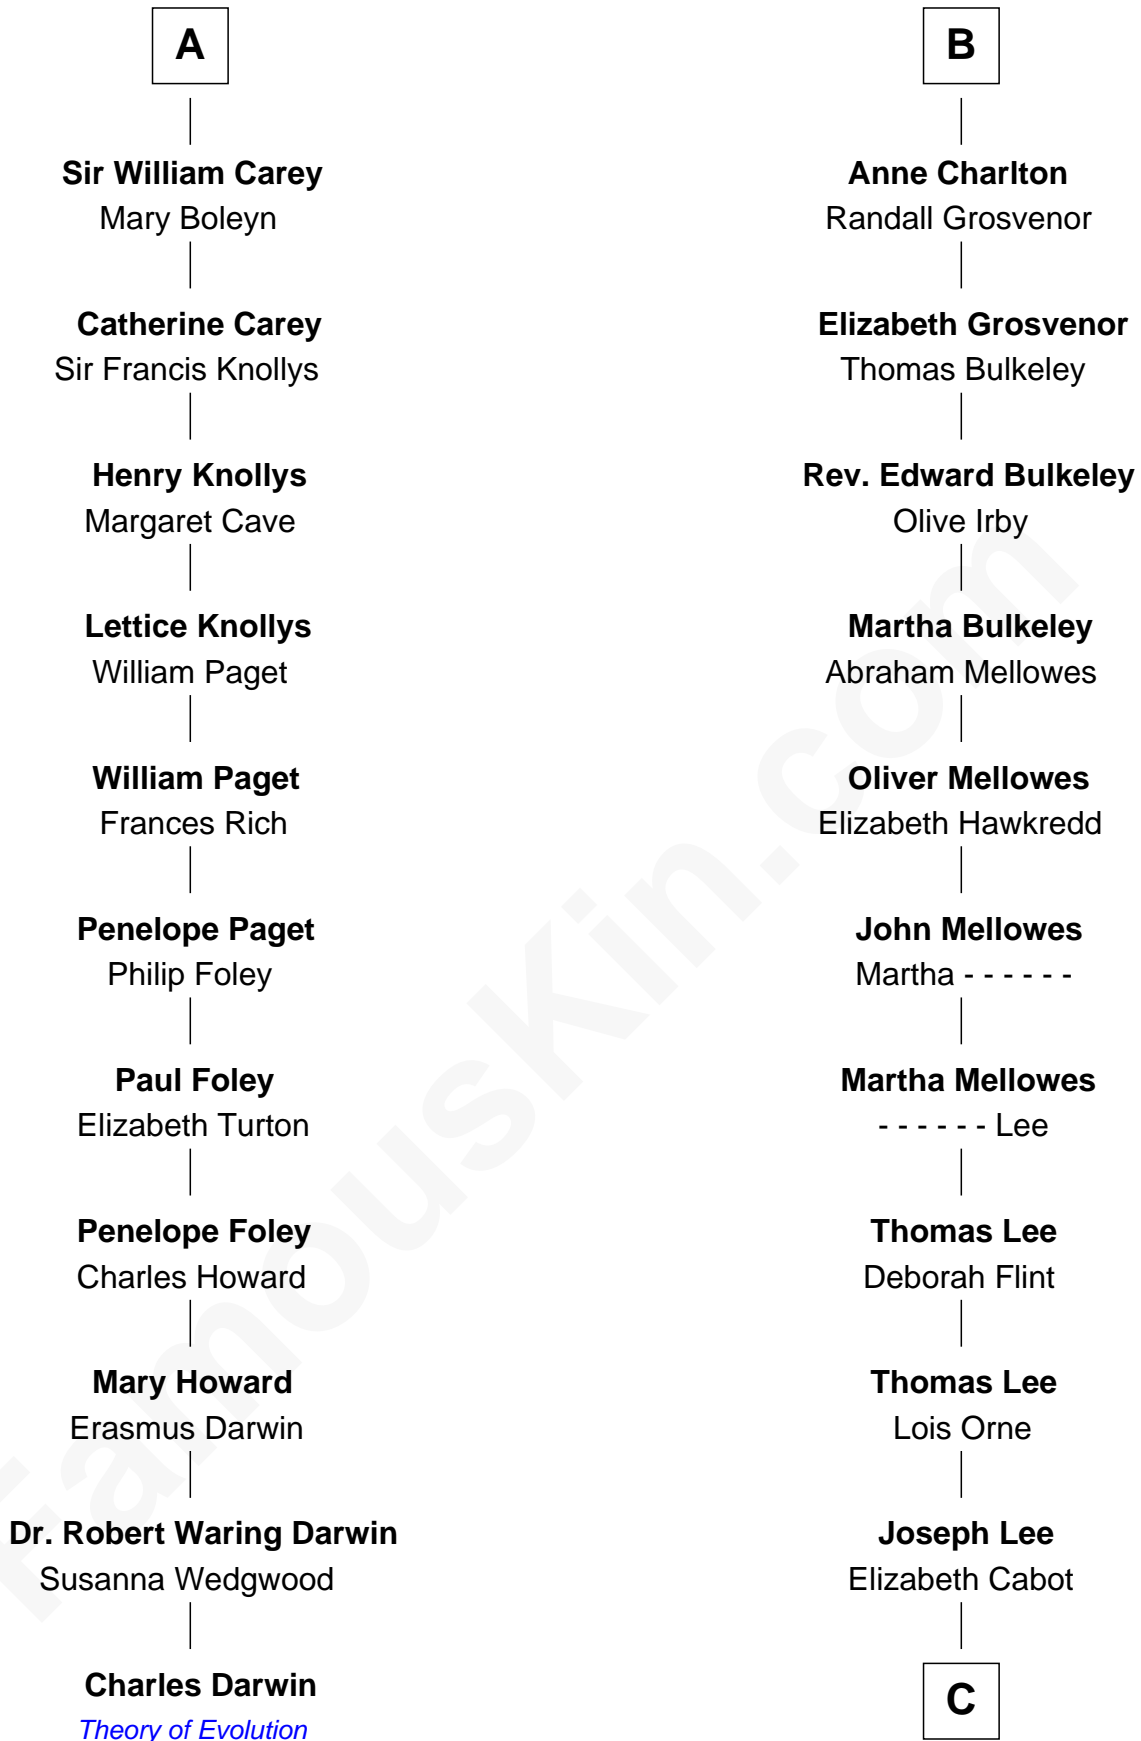 A
Sir William Carey
Mary Boleyn
Catherine Carey
Sir Francis Knollys
Henry Knollys
Margaret Cave
Lettice Knollys
William Paget
William Paget
Frances Rich
Penelope Paget
Philip Foley
Paul Foley
Elizabeth Turton
Penelope Foley
Charles Howard
Mary Howard
Erasmus Darwin
Dr. Robert Waring Darwin
Susanna Wedgwood
Charles Darwin
Theory of Evolution
B
Anne Charlton
Randall Grosvenor
Elizabeth Grosvenor
Thomas Bulkeley
Rev. Edward Bulkeley
Olive Irby
Martha Bulkeley
Abraham Mellowes
Oliver Mellowes
Elizabeth Hawkredd
John Mellowes
Martha - - - - - -
Martha Mellowes
- - - - - - Lee
Thomas Lee
Deborah Flint
Thomas Lee
Lois Orne
Joseph Lee
Elizabeth Cabot
C
FamousKin.com